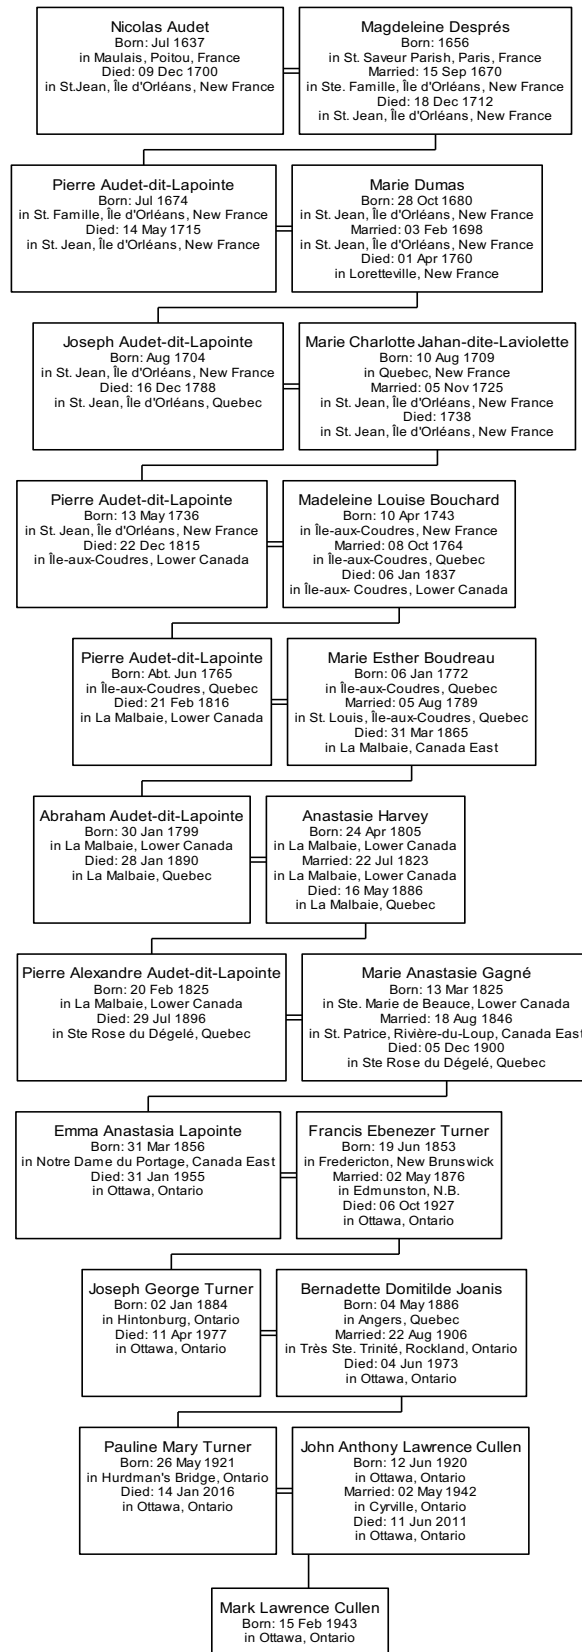 Nicolas Audet
Born: Jul 1637
in Maulais, Poitou, France
Died: 09 Dec 1700
in St.Jean, Île d'Orléans, New France
Magdeleine Després
Born: 1656
in St. Saveur Parish, Paris, France
Married: 15 Sep 1670
in Ste. Famille, Île d'Orléans, New France
Died: 18 Dec 1712
in St. Jean, Île d'Orléans, New France
Pierre Audet-dit-Lapointe
Born: Jul 1674
in St. Famille, Île d'Orléans, New France
Died: 14 May 1715
in St. Jean, Île d'Orléans, New France
Marie Dumas
Born: 28 Oct 1680
in St. Jean, Île d'Orléans, New France
Married: 03 Feb 1698
in St. Jean, Île d'Orléans, New France
Died: 01 Apr 1760
in Loretteville, New France
Joseph Audet-dit-Lapointe
Born: Aug 1704
in St. Jean, Île d'Orléans, New France
Died: 16 Dec 1788
in St. Jean, Île d'Orléans, Quebec
Marie Charlotte Jahan-dite-Laviolette
Born: 10 Aug 1709
in Quebec, New France
Married: 05 Nov 1725
in St. Jean, Île d'Orléans, New France
Died: 1738
in St. Jean, Île d'Orléans, New France
Pierre Audet-dit-Lapointe
Born: 13 May 1736
in St. Jean, Île d'Orléans, New France
Died: 22 Dec 1815
in Île-aux-Coudres, Lower Canada
Madeleine Louise Bouchard
Born: 10 Apr 1743
in Île-aux-Coudres, New France
Married: 08 Oct 1764
in Île-aux-Coudres, Quebec
Died: 06 Jan 1837
in Île-aux- Coudres, Lower Canada
Pierre Audet-dit-Lapointe
Born: Abt. Jun 1765
in Île-aux-Coudres, Quebec
Died: 21 Feb 1816
in La Malbaie, Lower Canada
Marie Esther Boudreau
Born: 06 Jan 1772
in Île-aux-Coudres, Quebec
Married: 05 Aug 1789
in St. Louis, Île-aux-Coudres, Quebec
Died: 31 Mar 1865
in La Malbaie, Canada East
Abraham Audet-dit-Lapointe
Born: 30 Jan 1799
in La Malbaie, Lower Canada
Died: 28 Jan 1890
in La Malbaie, Quebec
Anastasie Harvey
Born: 24 Apr 1805
in La Malbaie, Lower Canada
Married: 22 Jul 1823
in La Malbaie, Lower Canada
Died: 16 May 1886
in La Malbaie, Quebec
Pierre Alexandre Audet-dit-Lapointe
Born: 20 Feb 1825
in La Malbaie, Lower Canada
Died: 29 Jul 1896
in Ste Rose du Dégelé, Quebec
Marie Anastasie Gagné
Born: 13 Mar 1825
in Ste. Marie de Beauce, Lower Canada
Married: 18 Aug 1846
in St. Patrice, Rivière-du-Loup, Canada East
Died: 05 Dec 1900
in Ste Rose du Dégelé, Quebec
Emma Anastasia Lapointe
Born: 31 Mar 1856
in Notre Dame du Portage, Canada East
Died: 31 Jan 1955
in Ottawa, Ontario
Francis Ebenezer Turner
Born: 19 Jun 1853
in Fredericton, New Brunswick
Married: 02 May 1876
in Edmunston, N.B.
Died: 06 Oct 1927
in Ottawa, Ontario
Joseph George Turner
Born: 02 Jan 1884
in Hintonburg, Ontario
Died: 11 Apr 1977
in Ottawa, Ontario
Bernadette Domitilde Joanis
Born: 04 May 1886
in Angers, Quebec
Married: 22 Aug 1906
in Très Ste. Trinité, Rockland, Ontario
Died: 04 Jun 1973
in Ottawa, Ontario
Pauline Mary Turner
Born: 26 May 1921
in Hurdman's Bridge, Ontario
Died: 14 Jan 2016
in Ottawa, Ontario
John Anthony Lawrence Cullen
Born: 12 Jun 1920
in Ottawa, Ontario
Married: 02 May 1942
in Cyrville, Ontario
Died: 11 Jun 2011
in Ottawa, Ontario
Mark Lawrence Cullen
Born: 15 Feb 1943
in Ottawa, Ontario